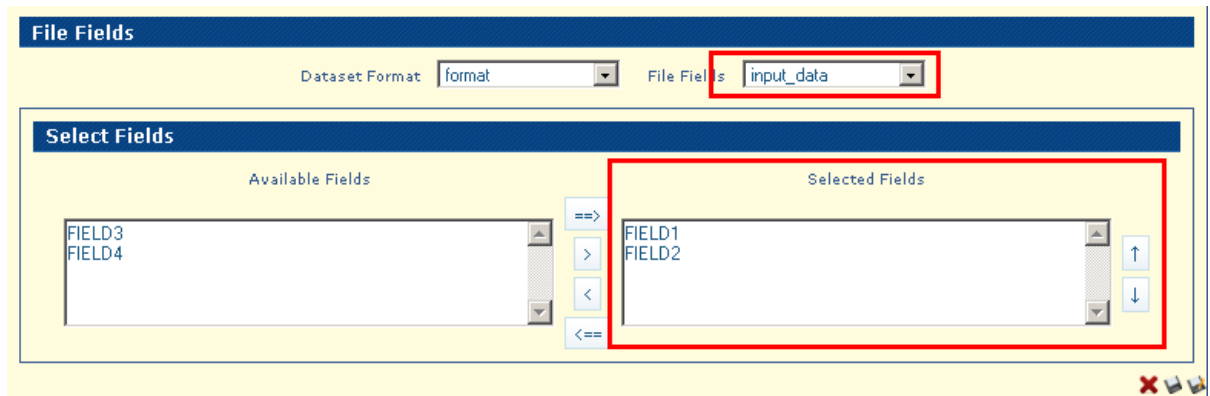 File Fields
Dataset Format format File Fields input_data
Select Fields
Available Fields Selected Fields
==>
FIELD3 FIELD1
FIELD4 > FIELD2 ↑
< ↓
<==